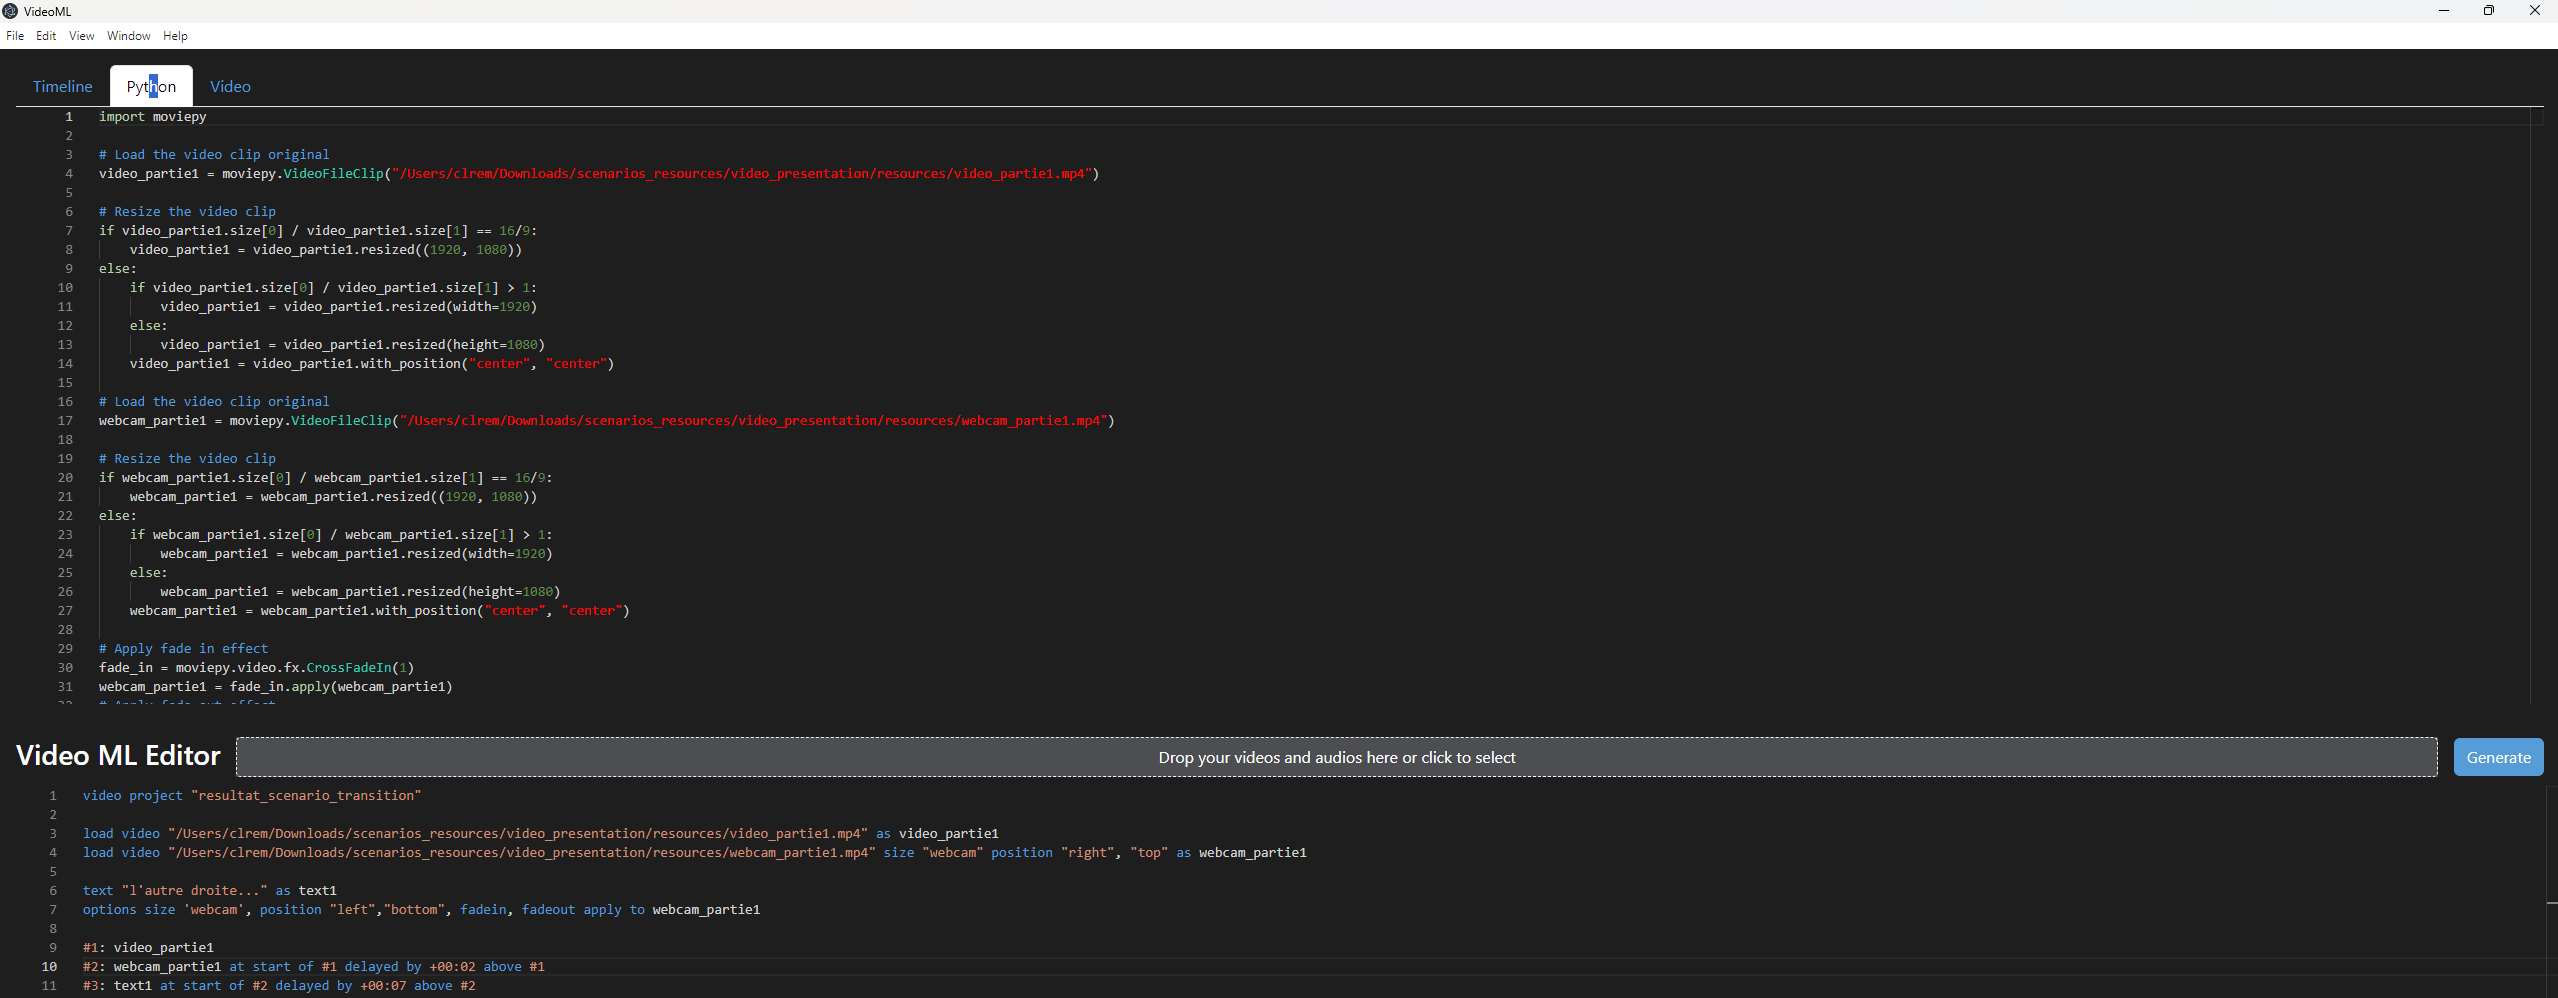 VideoML
File Edit View Window Help
Timeline Python Video
1 import moviepy
2
3 # Load the video clip original
4 video_partie1 = moviepy.VideoFileClip("/Users/clrem/Downloads/scenarios_resources/video_presentation/resources/video_partie1.mp4")
5
6 # Resize the video clip
7 if video_partie1.size[0] / video_partie1.size[1] == 16/9:
8     video_partie1 = video_partie1.resized((1920, 1080))
9 else:
10     if video_partie1.size[0] / video_partie1.size[1] > 1:
11         video_partie1 = video_partie1.resized(width=1920)
12     else:
13         video_partie1 = video_partie1.resized(height=1080)
14     video_partie1 = video_partie1.with_position("center", "center")
15
16 # Load the video clip original
17 webcam_partie1 = moviepy.VideoFileClip("/Users/clrem/Downloads/scenarios_resources/video_presentation/resources/webcam_partie1.mp4")
18
19 # Resize the video clip
20 if webcam_partie1.size[0] / webcam_partie1.size[1] == 16/9:
21     webcam_partie1 = webcam_partie1.resized((1920, 1080))
22 else:
23     if webcam_partie1.size[0] / webcam_partie1.size[1] > 1:
24         webcam_partie1 = webcam_partie1.resized(width=1920)
25     else:
26         webcam_partie1 = webcam_partie1.resized(height=1080)
27     webcam_partie1 = webcam_partie1.with_position("center", "center")
28
29 # Apply fade in effect
30 fade_in = moviepy.video.fx.CrossFadeIn(1)
31 webcam_partie1 = fade_in.apply(webcam_partie1)
32 # Apply fade out effect
Video ML Editor Drop your videos and audios here or click to select Generate
1 video project "resultat_scenario_transition"
2
3 load video "/Users/clrem/Downloads/scenarios_resources/video_presentation/resources/video_partie1.mp4" as video_partie1
4 load video "/Users/clrem/Downloads/scenarios_resources/video_presentation/resources/webcam_partie1.mp4" size "webcam" position "right", "top" as webcam_partie1
5
6 text "l'autre droite..." as text1
7 options size 'webcam', position "left","bottom", fadein, fadeout apply to webcam_partie1
8
9 #1: video_partie1
10 #2: webcam_partie1 at start of #1 delayed by +00:02 above #1
11 #3: text1 at start of #2 delayed by +00:07 above #2